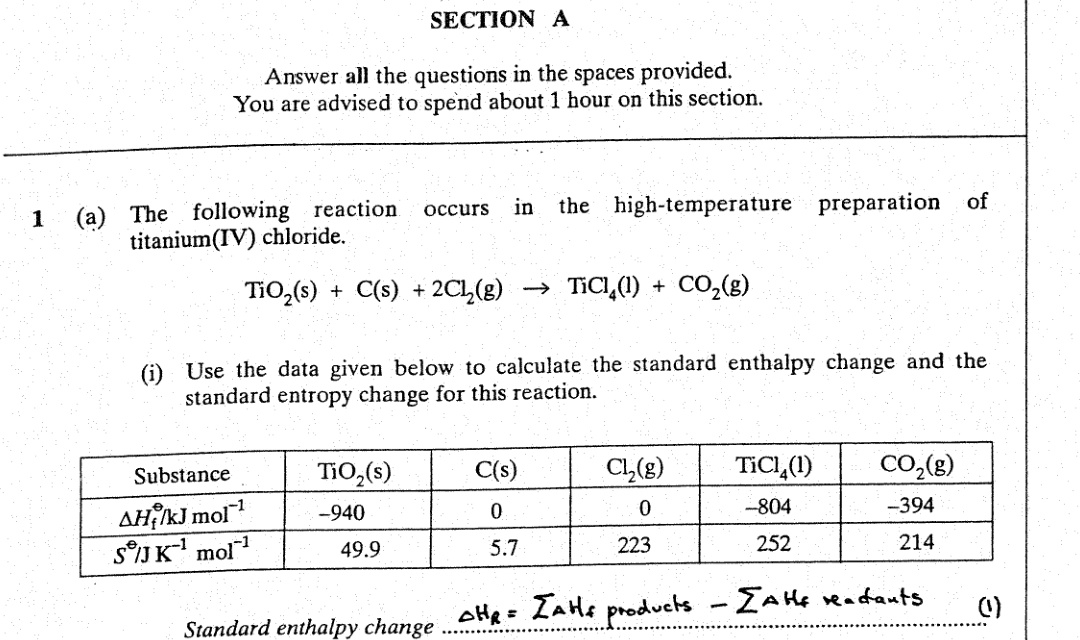 SECTION A
Answer all the questions in the spaces provided.
You are advised to spend about 1 hour on this section.
1 (a) The following reaction occurs in the high-temperature preparation of
titanium(IV) chloride.
TiO₂(s) + C(s) + 2Cl₂(g) → TiCl₄(l) + CO₂(g)
(i) Use the data given below to calculate the standard enthalpy change and the
standard entropy change for this reaction.
Substance TiO₂(s) C(s) Cl₂(g) TiCl₄(l) CO₂(g)
ΔHf⊖/kJ mol⁻¹ –940 0 0 –804 –394
S⊖/J K⁻¹ mol⁻¹ 49.9 5.7 223 252 214
Standard enthalpy change ΔHR = ΣΔHf products – ΣΔHf reactants (1)